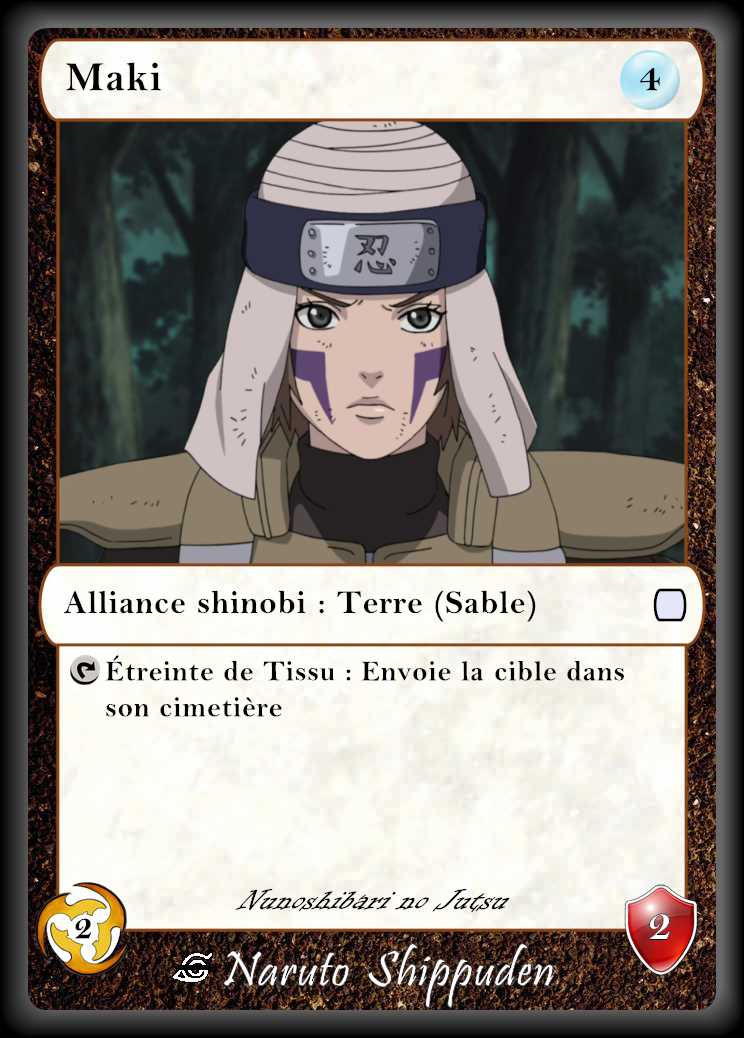 Maki 4
忍
Alliance shinobi : Terre (Sable)
Étreinte de Tissu : Envoie la cible dans
son cimetière
Nunoshibari no Jutsu
2 2
Naruto Shippuden